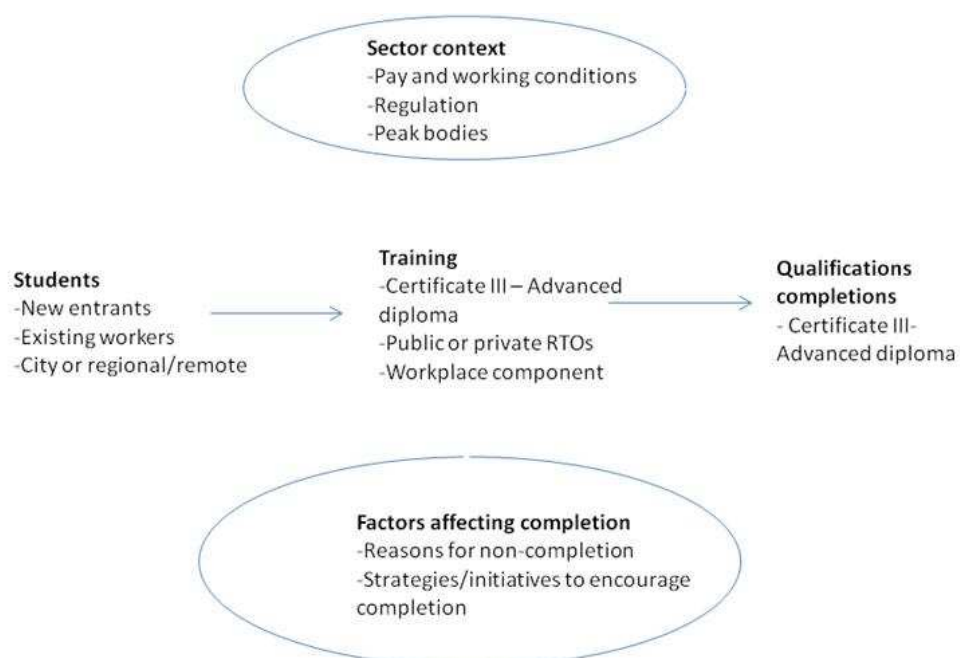 Sector context
-Pay and working conditions
-Regulation
-Peak bodies
Students
-New entrants
-Existing workers
-City or regional/remote
Training
-Certificate III – Advanced
diploma
-Public or private RTOs
-Workplace component
Qualifications
completions
- Certificate III-
Advanced diploma
Factors affecting completion
-Reasons for non-completion
-Strategies/initiatives to encourage
completion